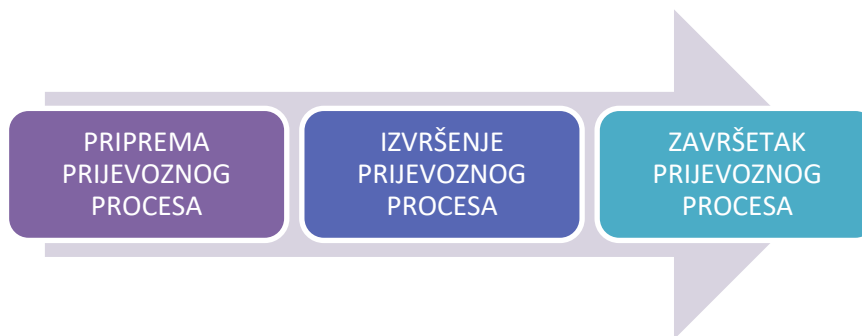 PRIPREMA
PRIJEVOZNOG
PROCESA
IZVRŠENJE
PRIJEVOZNOG
PROCESA
ZAVRŠETAK
PRIJEVOZNOG
PROCESA